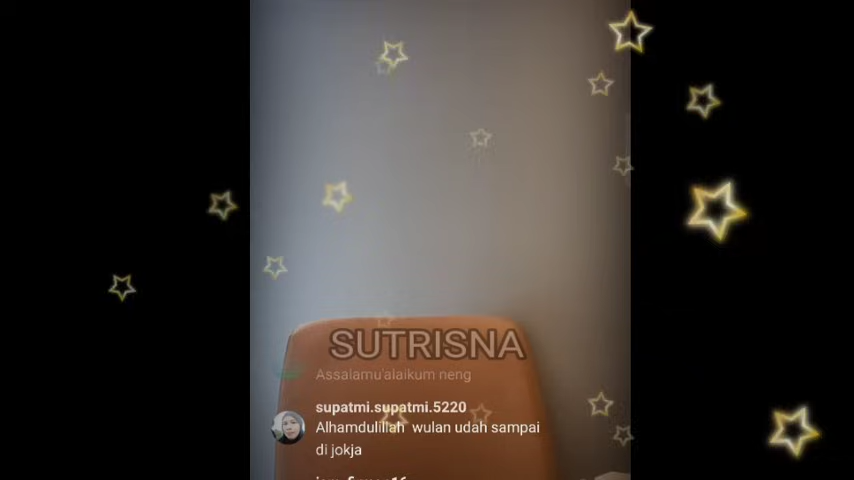 SUTRISNA
Assalamu'alaikum neng
supatmi.supatmi.5220
Alhamdulillah wulan udah sampai
di jokja